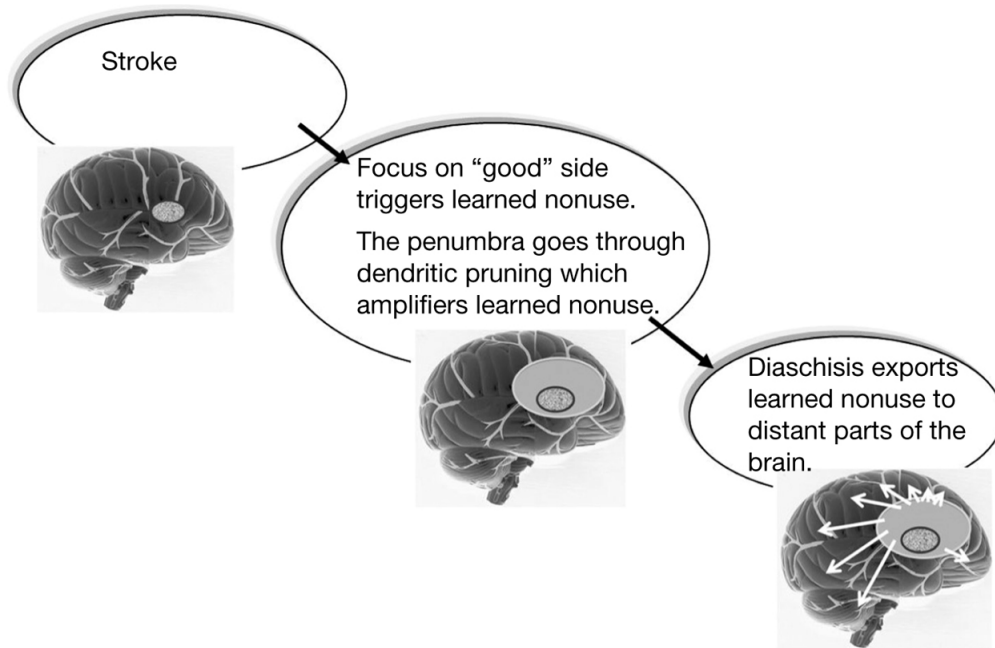 Stroke
Focus on “good” side
triggers learned nonuse.
The penumbra goes through
dendritic pruning which
amplifiers learned nonuse.
Diaschisis exports
learned nonuse to
distant parts of the
brain.